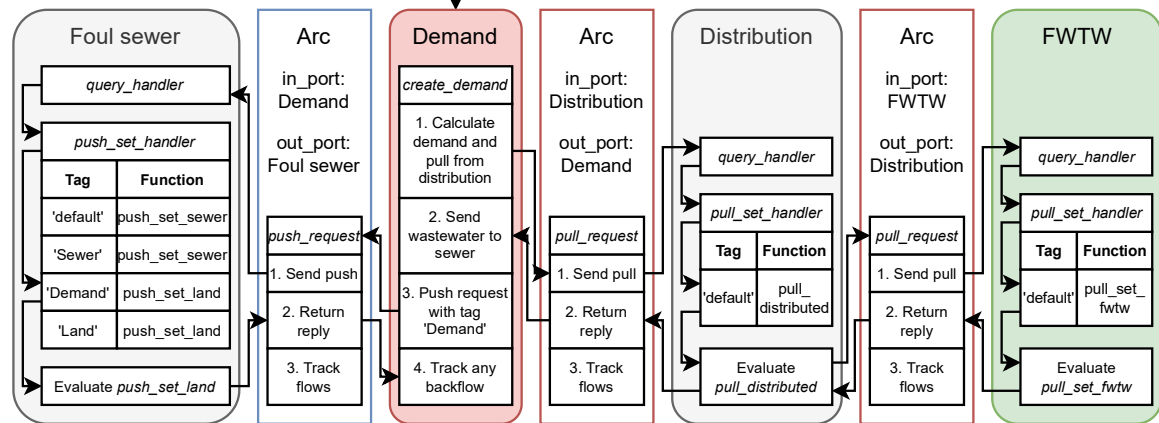 Foul sewer
query_handler
push_set_handler
Tag Function
'default' push_set_sewer
'Sewer' push_set_sewer
'Demand' push_set_land
'Land' push_set_land
Evaluate push_set_land
Arc
in_port:
Demand
out_port:
Foul sewer
push_request
1. Send push
2. Return
reply
3. Track
flows
Demand
create_demand
1. Calculate
demand and
pull from
distribution
2. Send
wastewater to
sewer
3. Push request
with tag
'Demand'
4. Track any
backflow
Arc
in_port:
Distribution
out_port:
Demand
pull_request
1. Send pull
2. Return
reply
3. Track
flows
Distribution
query_handler
pull_set_handler
Tag Function
'default' pull_
distributed
Evaluate
pull_distributed
Arc
in_port:
FWTW
out_port:
Distribution
pull_request
1. Send pull
2. Return
reply
3. Track
flows
FWTW
query_handler
pull_set_handler
Tag Function
'default' pull_set_
fwtw
Evaluate
pull_set_fwtw